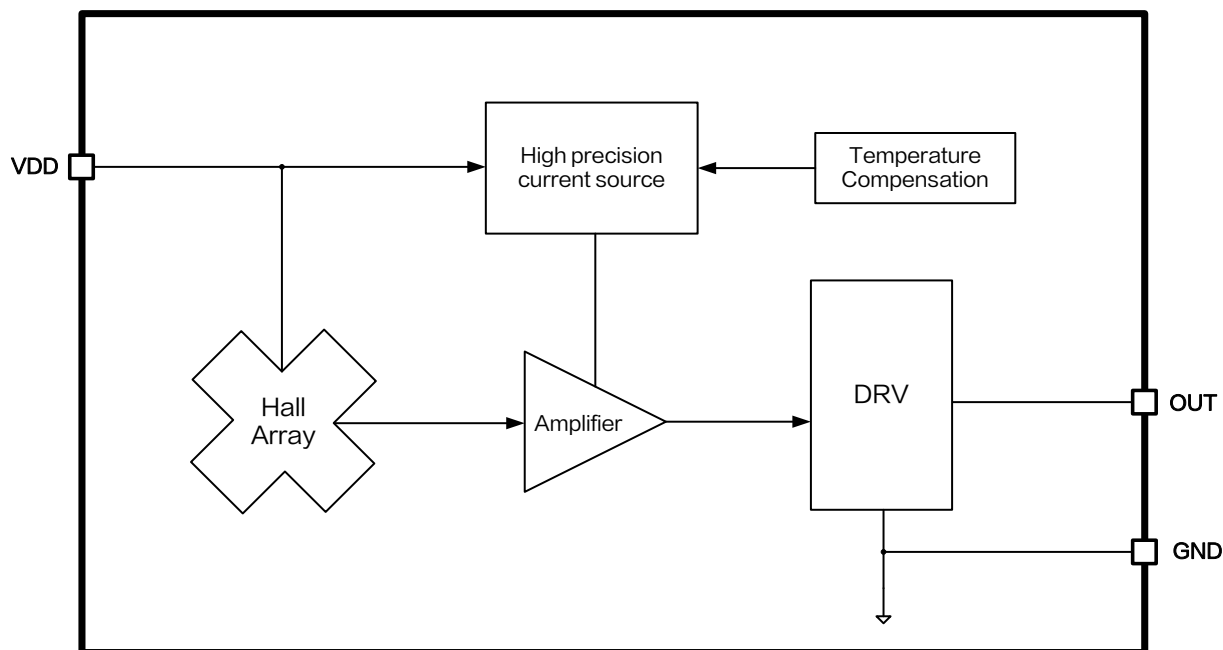 High precision
current source
Temperature
Compensation
VDD
Hall
Array
Amplifier
DRV
OUT
GND